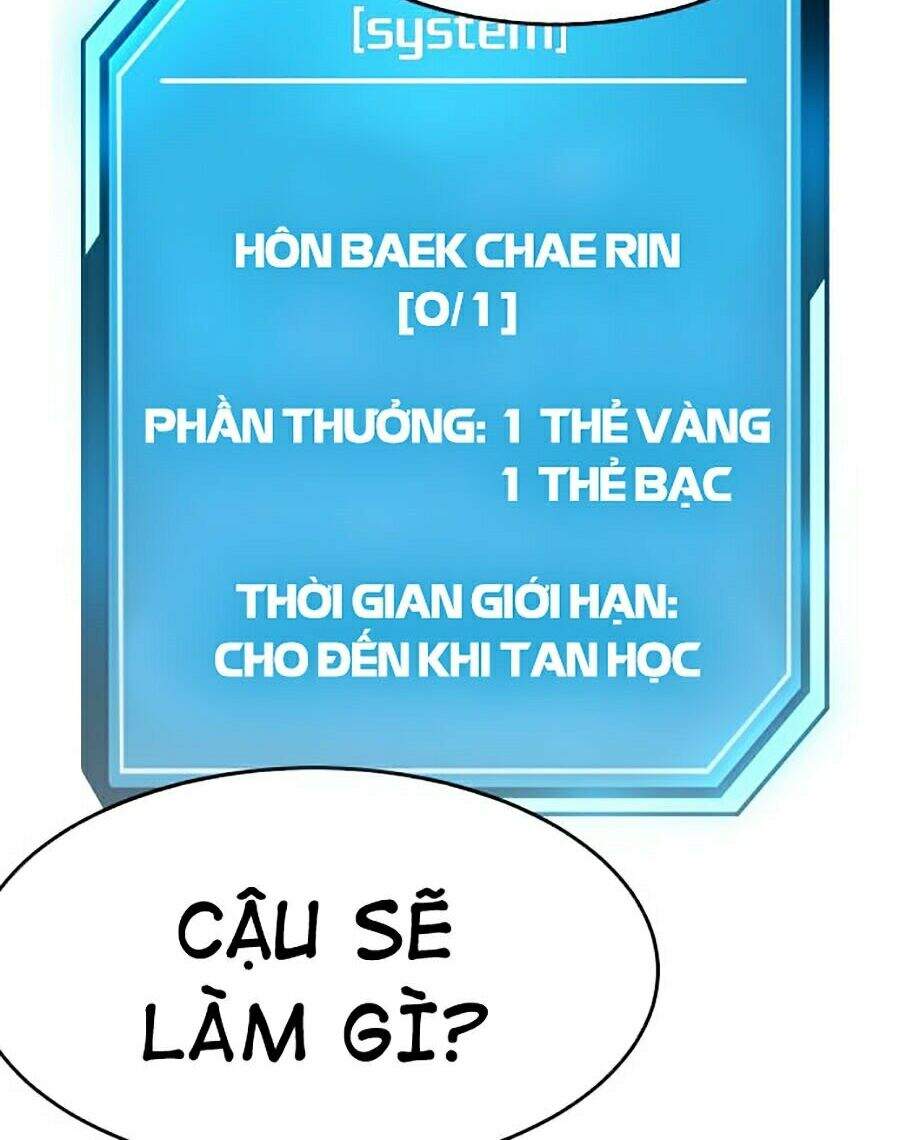 [system]
HÔN BAEK CHAE RIN
[0/1]
PHẦN THƯỞNG: 1 THẺ VÀNG
1 THẺ BẠC
THỜI GIAN GIỚI HẠN:
CHO ĐẾN KHI TAN HỌC
CẬU SẼ
LÀM GÌ?